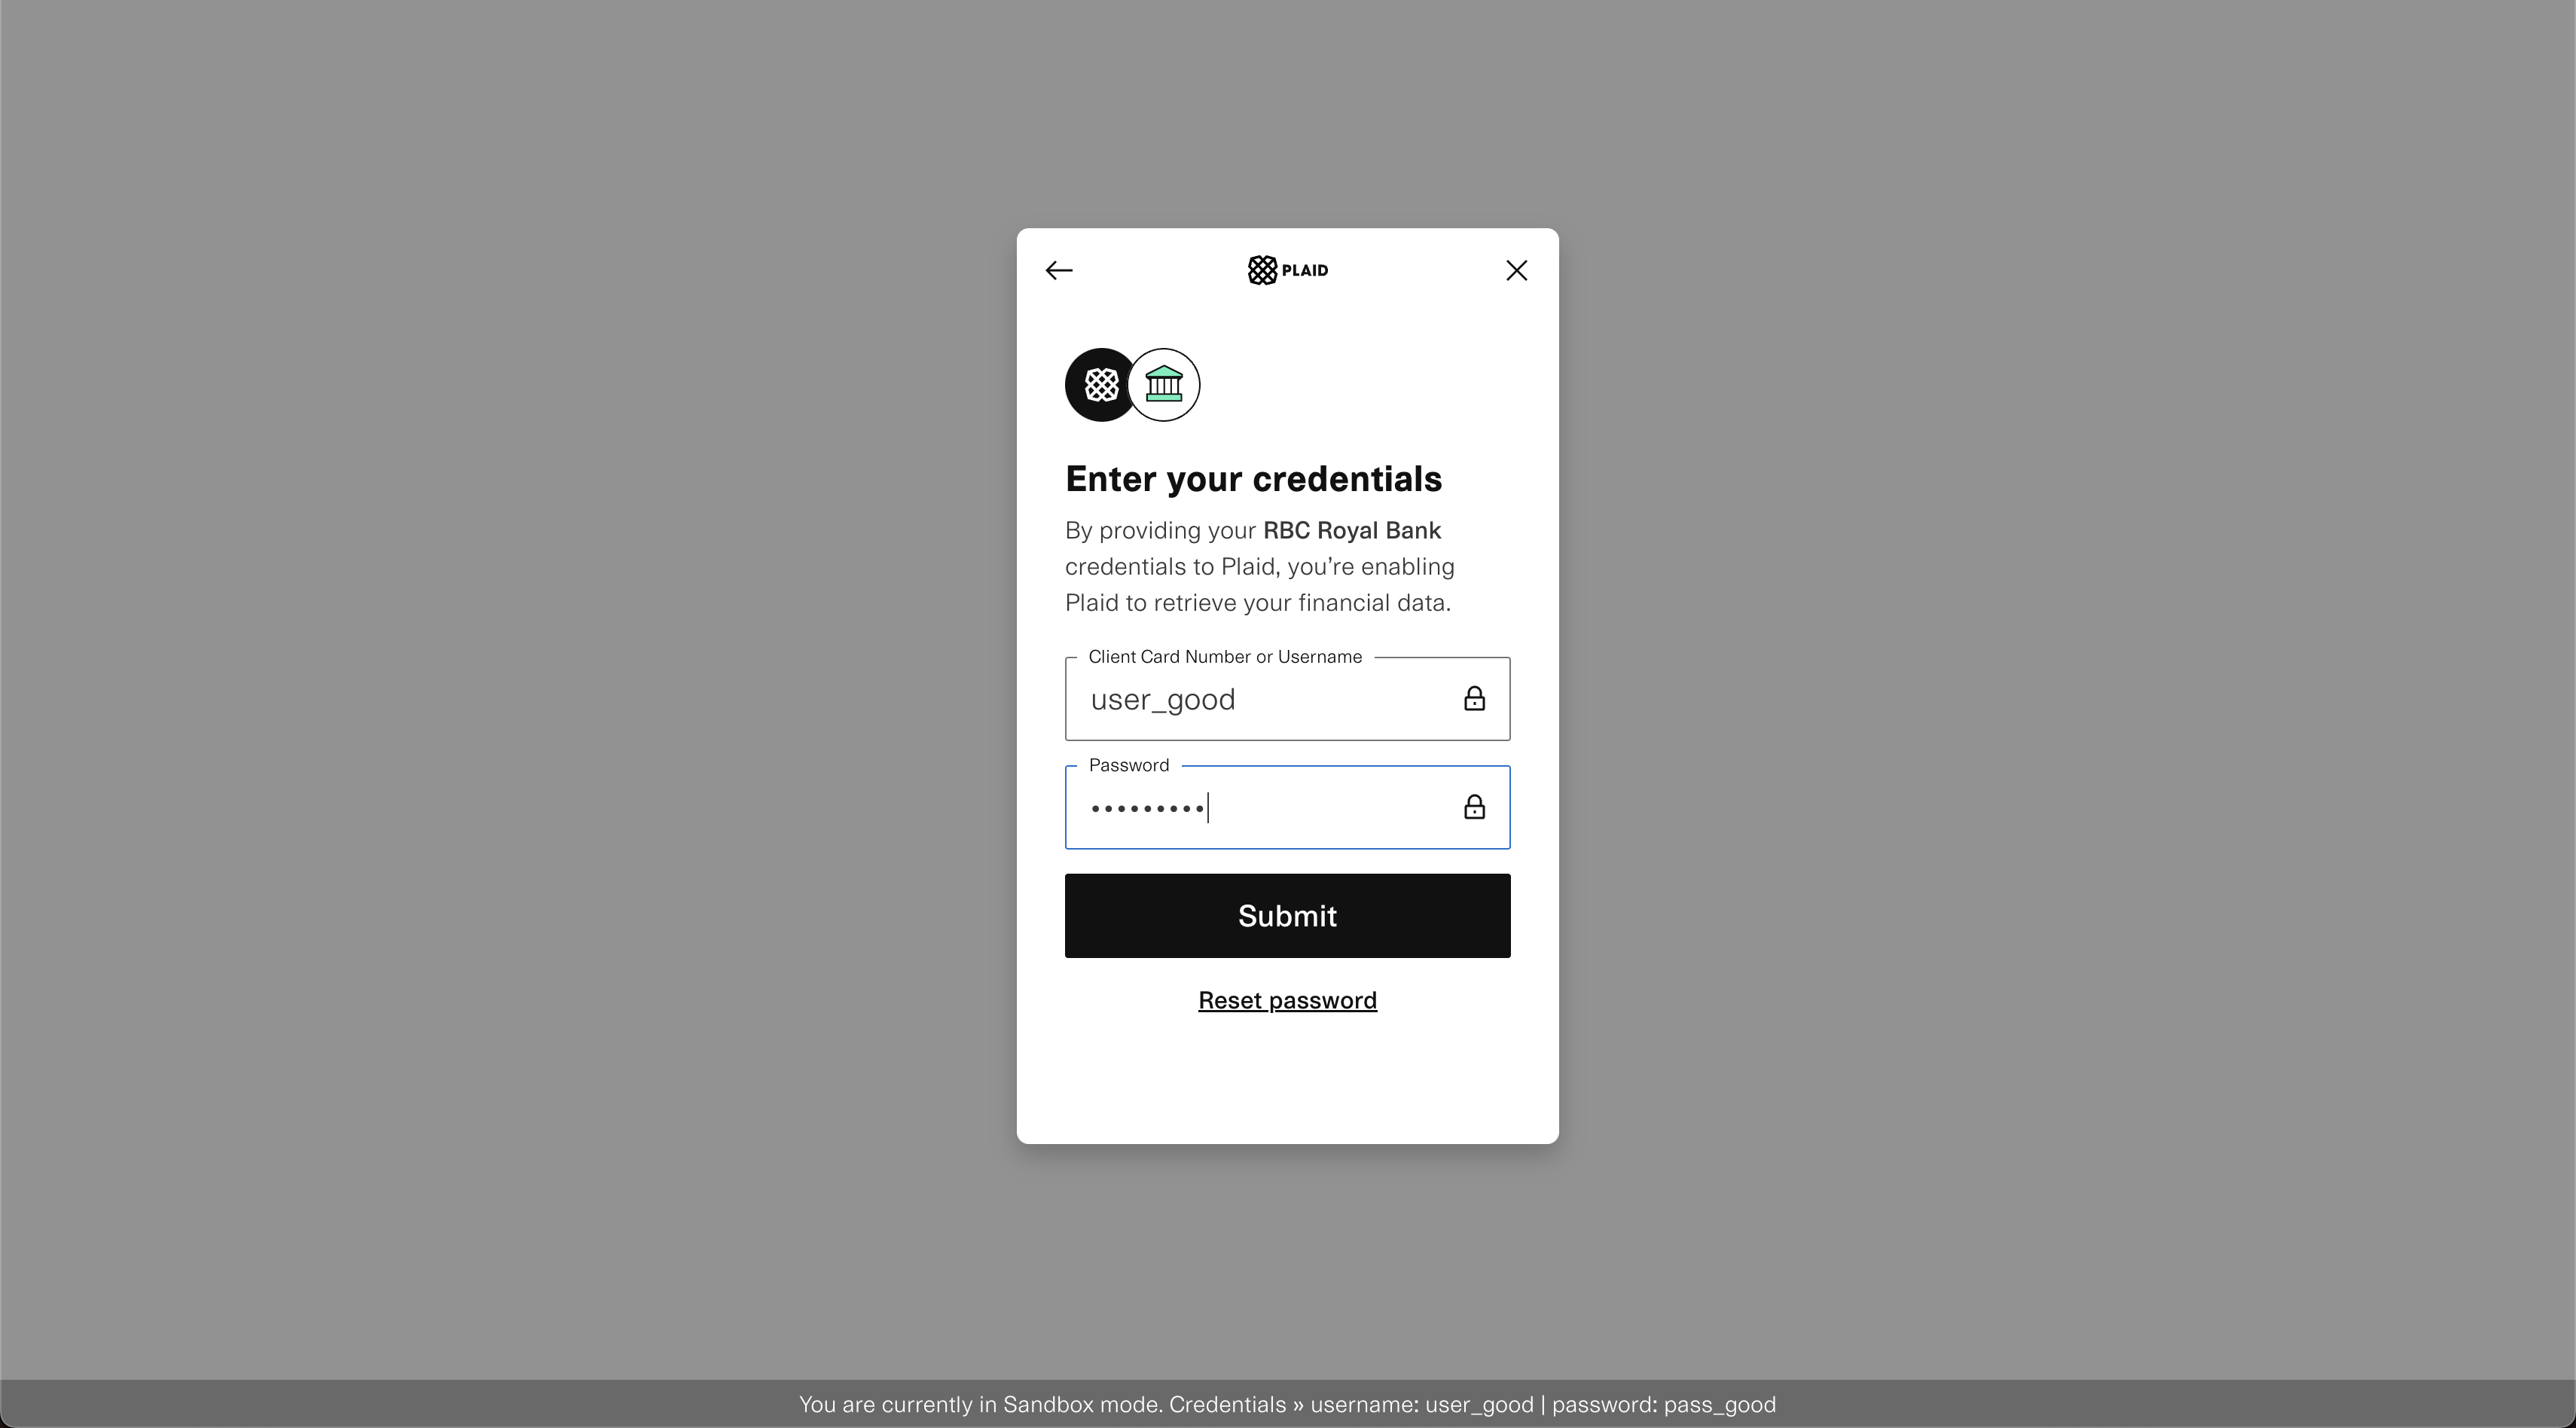 PLAID
Enter your credentials
By providing your RBC Royal Bank
credentials to Plaid, you’re enabling
Plaid to retrieve your financial data.
Client Card Number or Username
user_good
Password
•••••••••
Submit
Reset password
You are currently in Sandbox mode. Credentials » username: user_good | password: pass_good